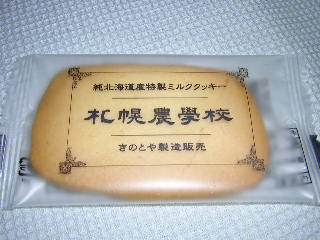 純北海道産特製ミルククッキー
札幌農學校
きのとや製造販売